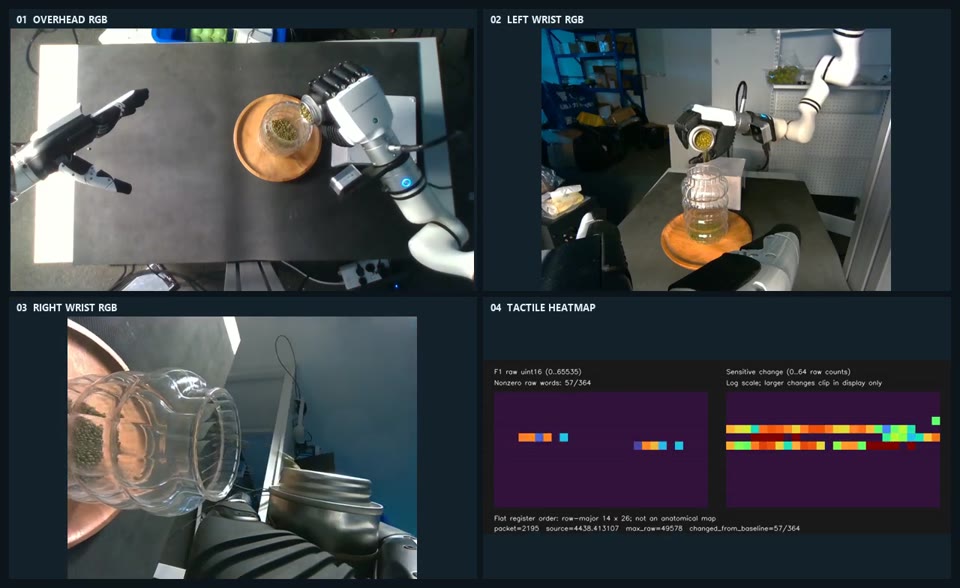 01 OVERHEAD RGB
02 LEFT WRIST RGB
03 RIGHT WRIST RGB
04 TACTILE HEATMAP
F1 raw uint16 (0..65535)
Nonzero raw words: 57/364
Sensitive change (0..64 raw counts)
Log scale; larger changes clip in display only
Flat register order: row-major 14 x 26; not an anatomical map
packet=2195 source=4438.413107 max_raw=49578 changed_from_baseline=57/364